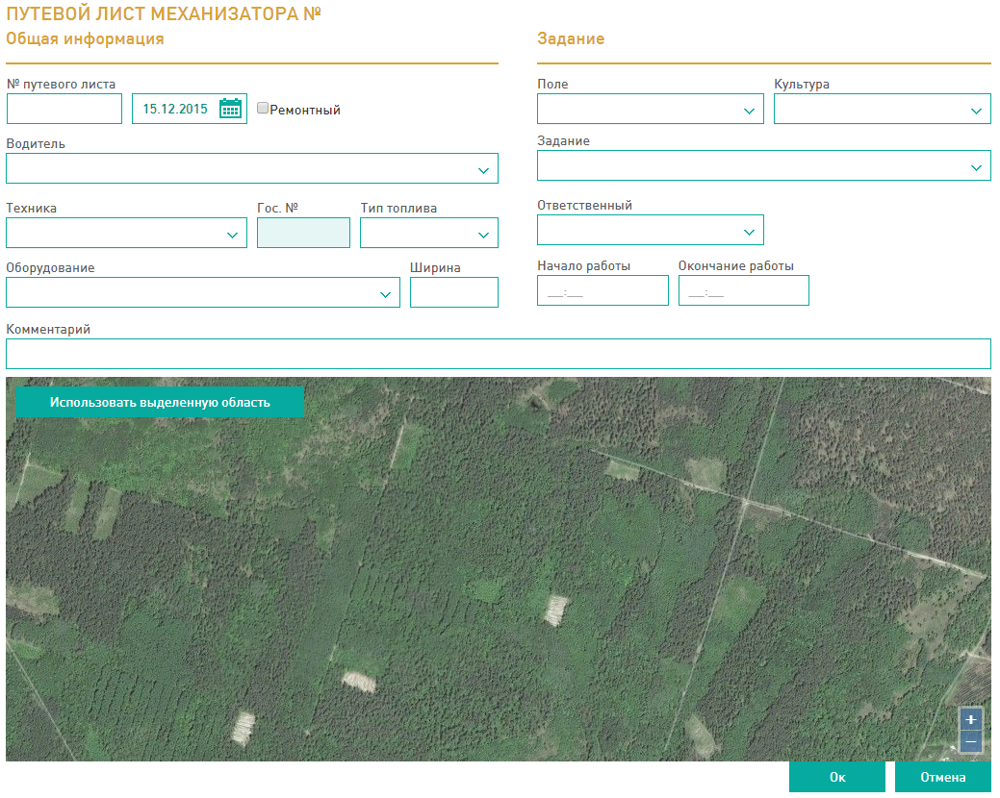 ПУТЕВОЙ ЛИСТ МЕХАНИЗАТОРА №
Общая информация
Задание
№ путевого листа
15.12.2015
Ремонтный
Поле
Культура
Водитель
Задание
Техника
Гос. №
Тип топлива
Ответственный
Оборудование
Ширина
Начало работы
Окончание работы
__:__
__:__
Комментарий
Использовать выделенную область
+
−
Ок
Отмена